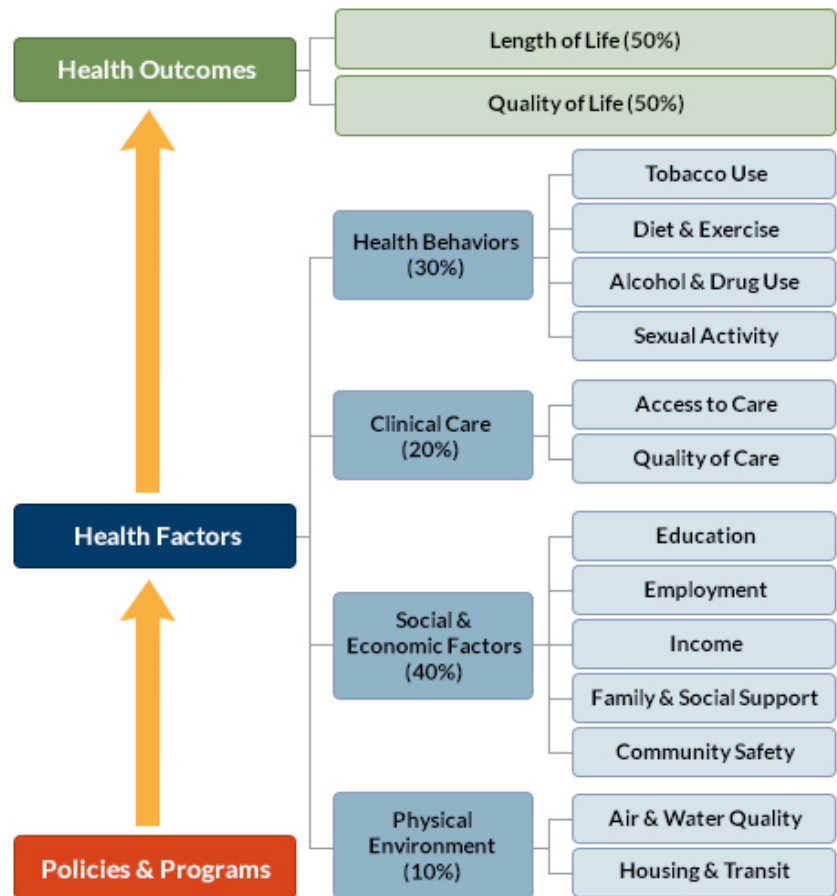 Health Outcomes
Length of Life (50%)
Quality of Life (50%)
Health Behaviors
(30%)
Tobacco Use
Diet & Exercise
Alcohol & Drug Use
Sexual Activity
Clinical Care
(20%)
Access to Care
Quality of Care
Health Factors
Social &
Economic Factors
(40%)
Education
Employment
Income
Family & Social Support
Community Safety
Physical
Environment
(10%)
Air & Water Quality
Housing & Transit
Policies & Programs